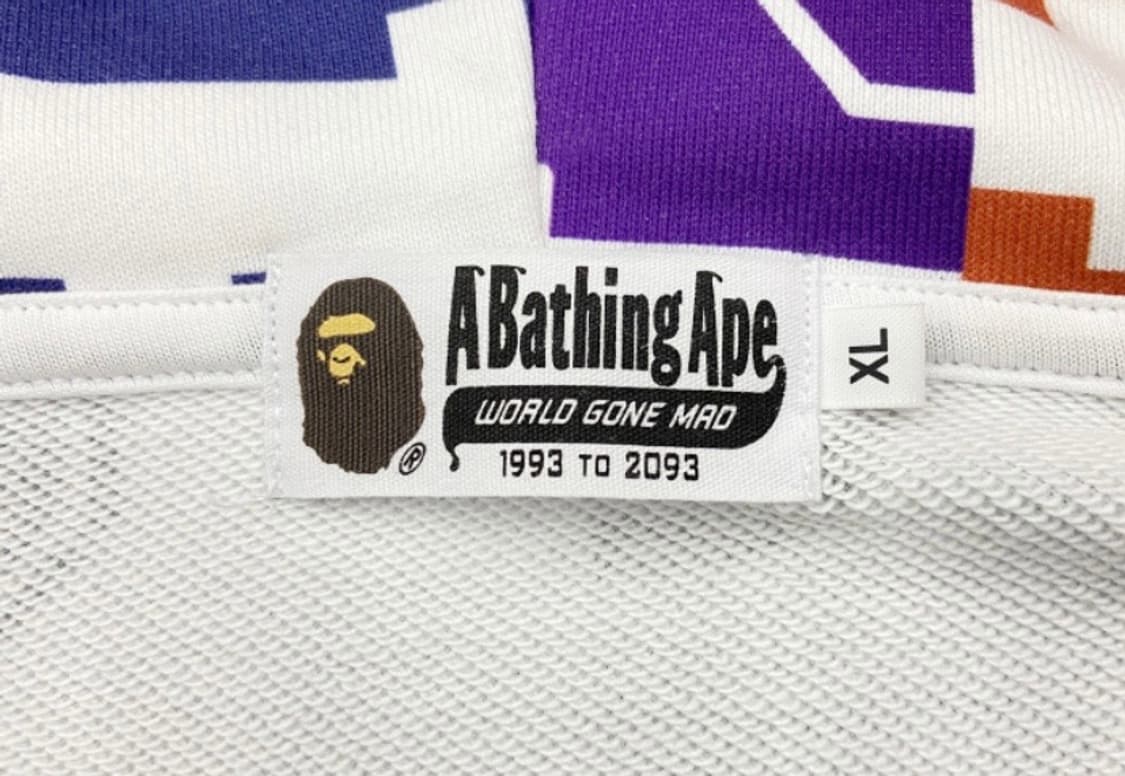 A Bathing Ape
WORLD GONE MAD
1993 TO 2093
®
XL